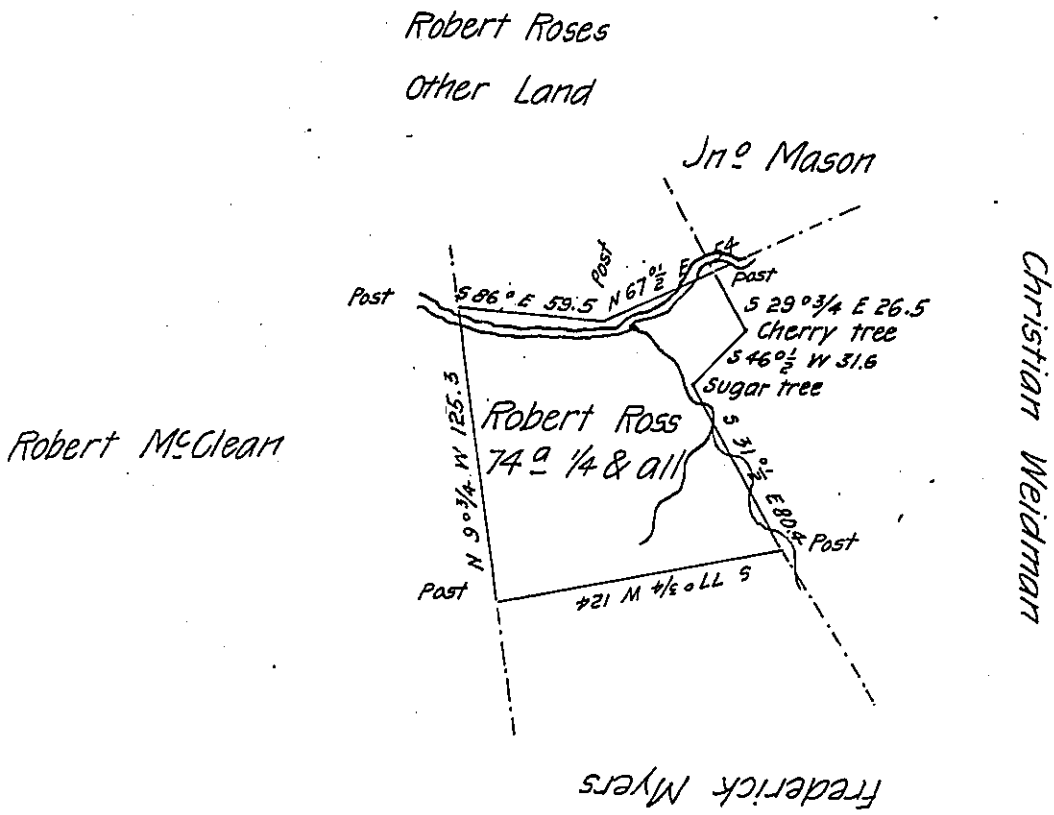 Robert Roses
Other Land
Jnº Mason
Christian Weidman
Post
S 86° E 59.5
Post
N 67°½ E 54
Post
S 29°¾ E 26.5
Cherry tree
S 46°½ W 31.6
Sugar tree
S 31°½ E 80.4
Post
S 77°¾ W 124
Post
N 9°¾ W 125.3
Robert Ross
74ª ¼ & all
Robert McClean
Frederick Myers